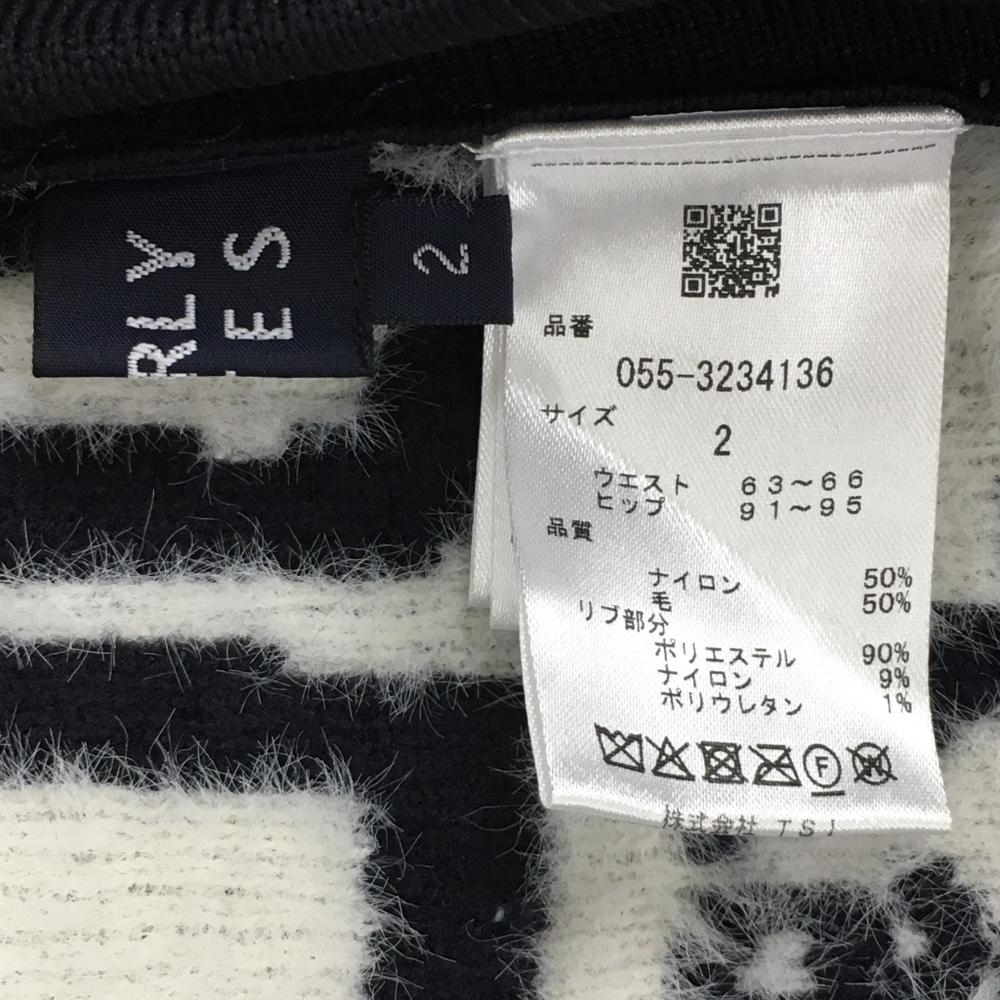 RLY
ES
2
品番
055-3234136
サイズ
2
ウエスト 63~66
ヒップ 91~95
品質
ナイロン 50%
毛 50%
リブ部分
ポリエステル 90%
ナイロン 9%
ポリウレタン 1%
F
W
株式会社 TSI